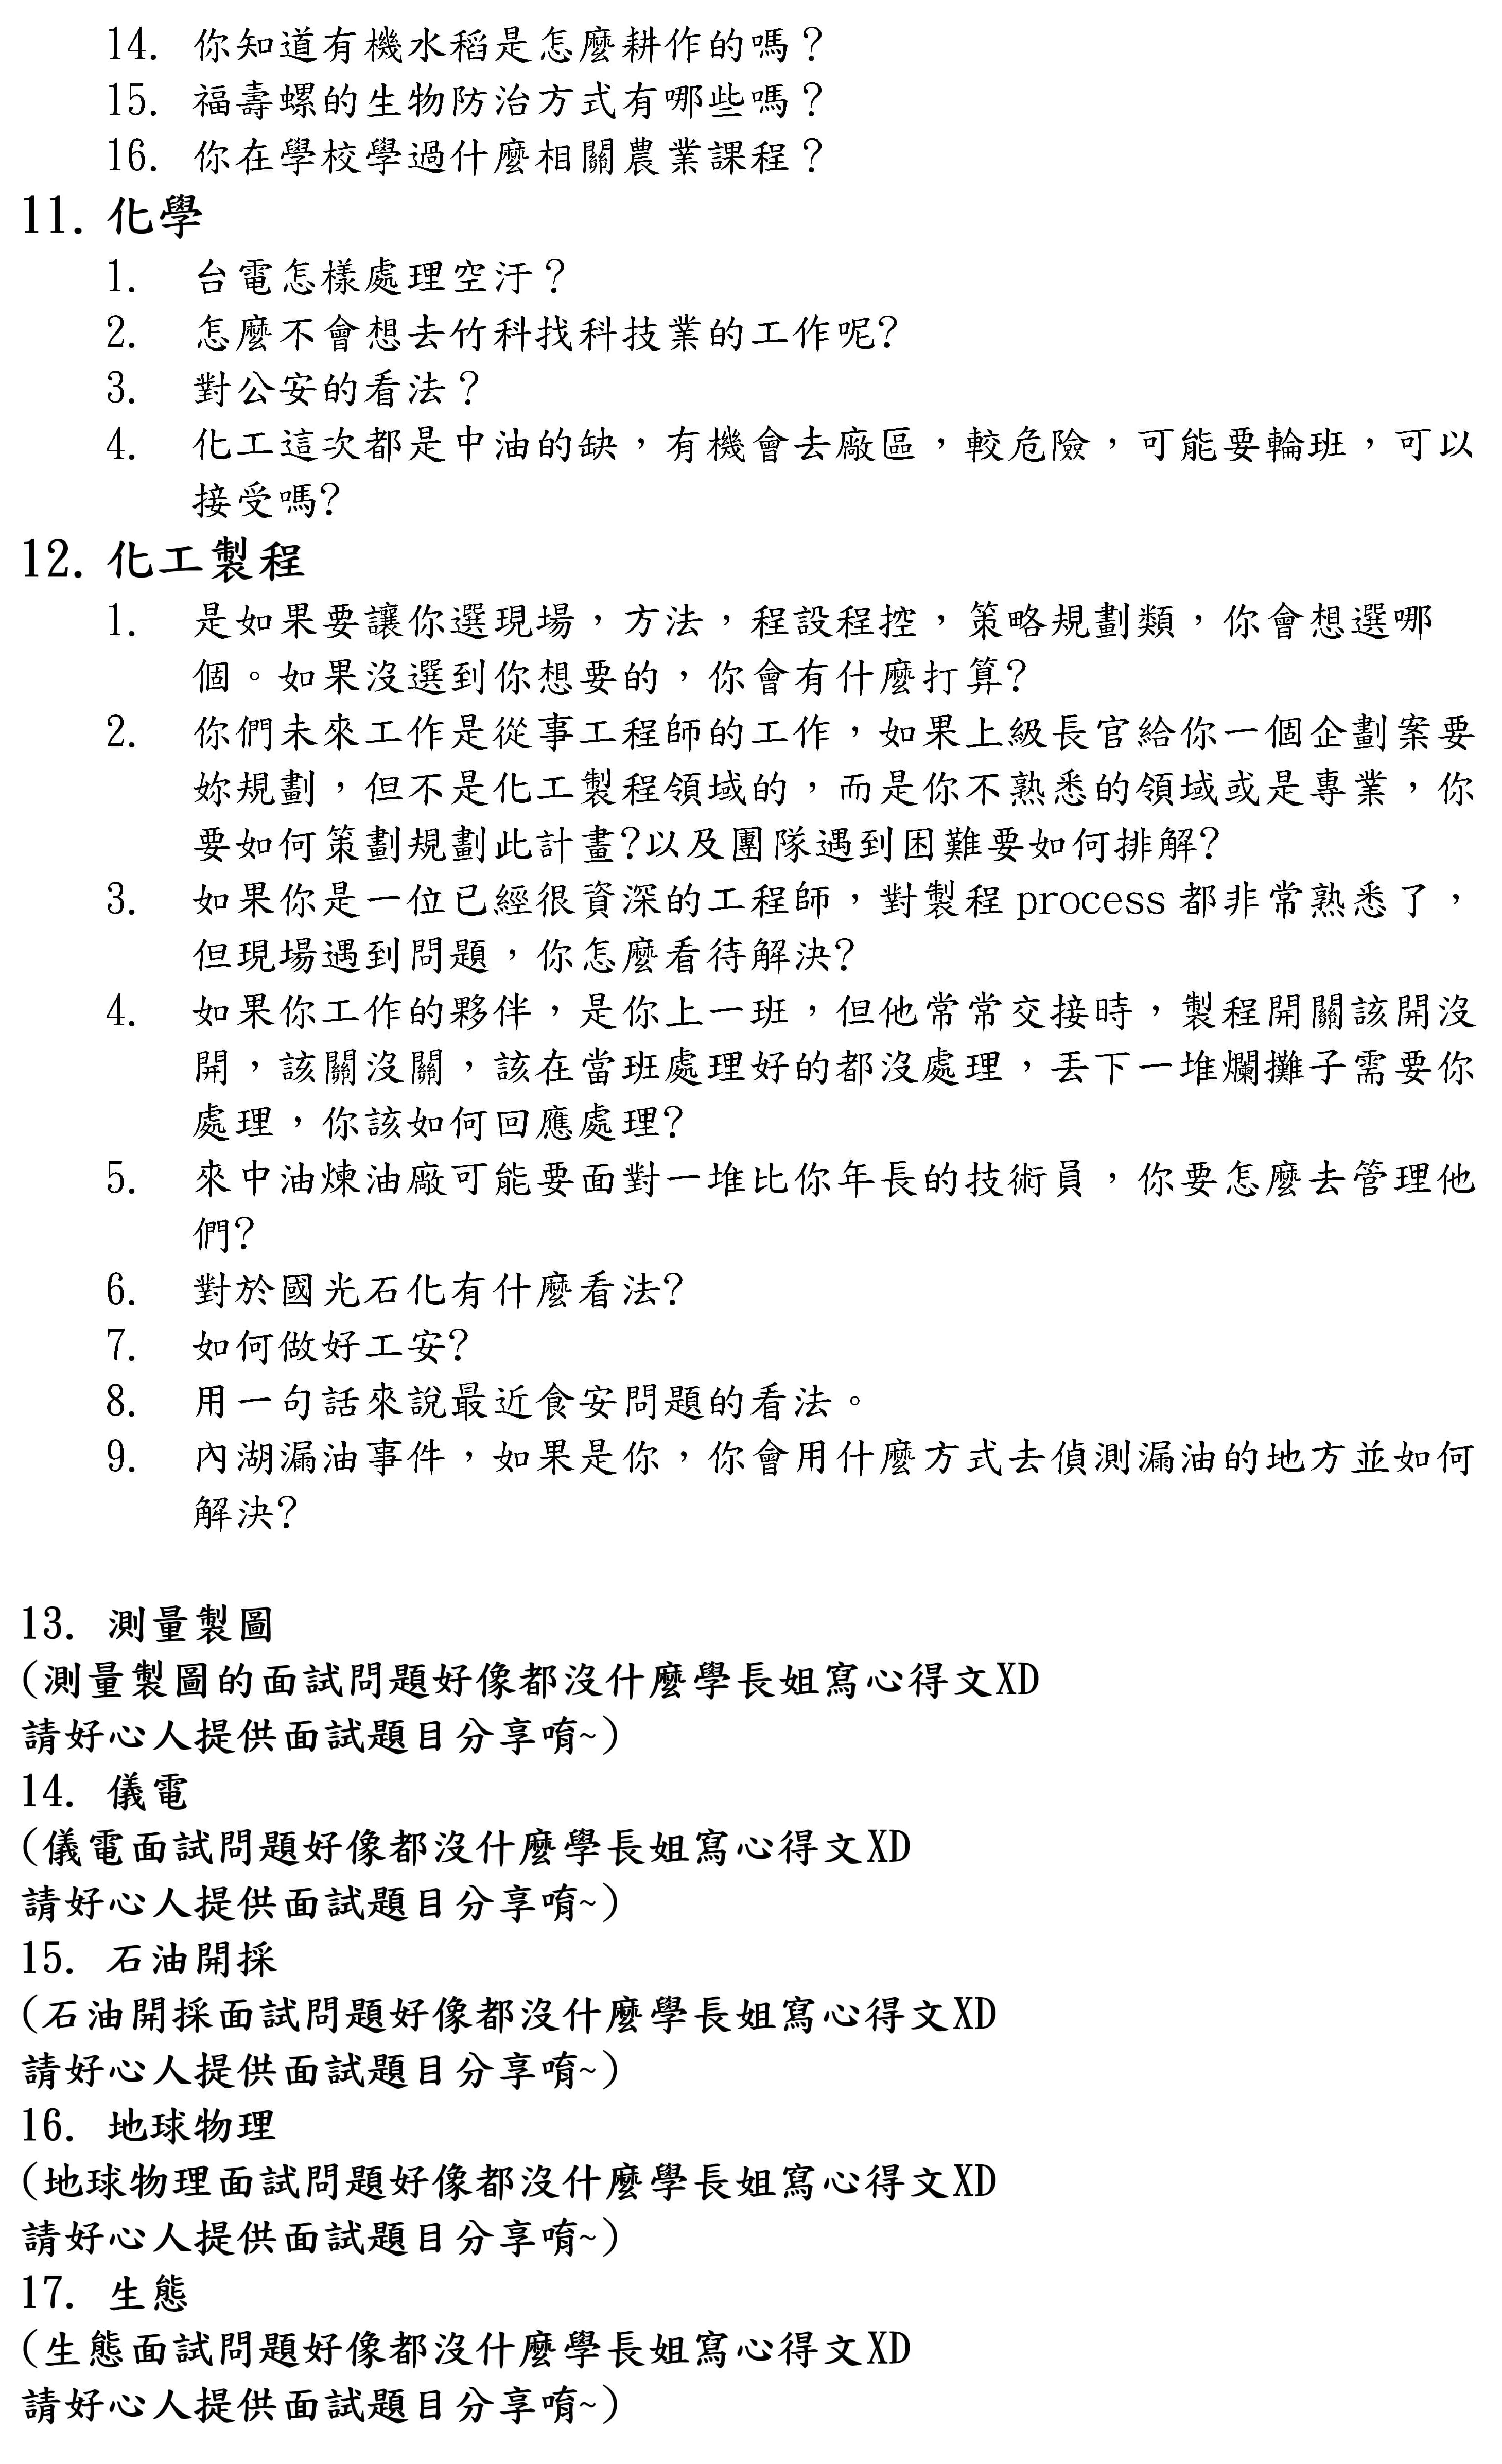 14. 你知道有機水稻是怎麼耕作的嗎？
15. 福壽螺的生物防治方式有哪些嗎？
16. 你在學校學過什麼相關農業課程？
11. 化學
1. 台電怎樣處理空汙？
2. 怎麼不會想去竹科找科技業的工作呢?
3. 對公安的看法？
4. 化工這次都是中油的缺，有機會去廠區，較危險，可能要輪班，可以
接受嗎?
12. 化工製程
1. 是如果要讓你選現場，方法，程設程控，策略規劃類，你會想選哪
個。如果沒選到你想要的，你會有什麼打算?
2. 你們未來工作是從事工程師的工作，如果上級長官給你一個企劃案要
妳規劃，但不是化工製程領域的，而是你不熟悉的領域或是專業，你
要如何策劃規劃此計畫?以及團隊遇到困難要如何排解?
3. 如果你是一位已經很資深的工程師，對製程 process 都非常熟悉了，
但現場遇到問題，你怎麼看待解決?
4. 如果你工作的夥伴，是你上一班，但他常常交接時，製程開關該開沒
開，該關沒關，該在當班處理好的都沒處理，丟下一堆爛攤子需要你
處理，你該如何回應處理?
5. 來中油煉油廠可能要面對一堆比你年長的技術員，你要怎麼去管理他
們?
6. 對於國光石化有什麼看法?
7. 如何做好工安?
8. 用一句話來說最近食安問題的看法。
9. 內湖漏油事件，如果是你，你會用什麼方式去偵測漏油的地方並如何
解決?
13. 測量製圖
(測量製圖的面試問題好像都沒什麼學長姐寫心得文XD
請好心人提供面試題目分享唷~)
14. 儀電
(儀電面試問題好像都沒什麼學長姐寫心得文XD
請好心人提供面試題目分享唷~)
15. 石油開採
(石油開採面試問題好像都沒什麼學長姐寫心得文XD
請好心人提供面試題目分享唷~)
16. 地球物理
(地球物理面試問題好像都沒什麼學長姐寫心得文XD
請好心人提供面試題目分享唷~)
17. 生態
(生態面試問題好像都沒什麼學長姐寫心得文XD
請好心人提供面試題目分享唷~)